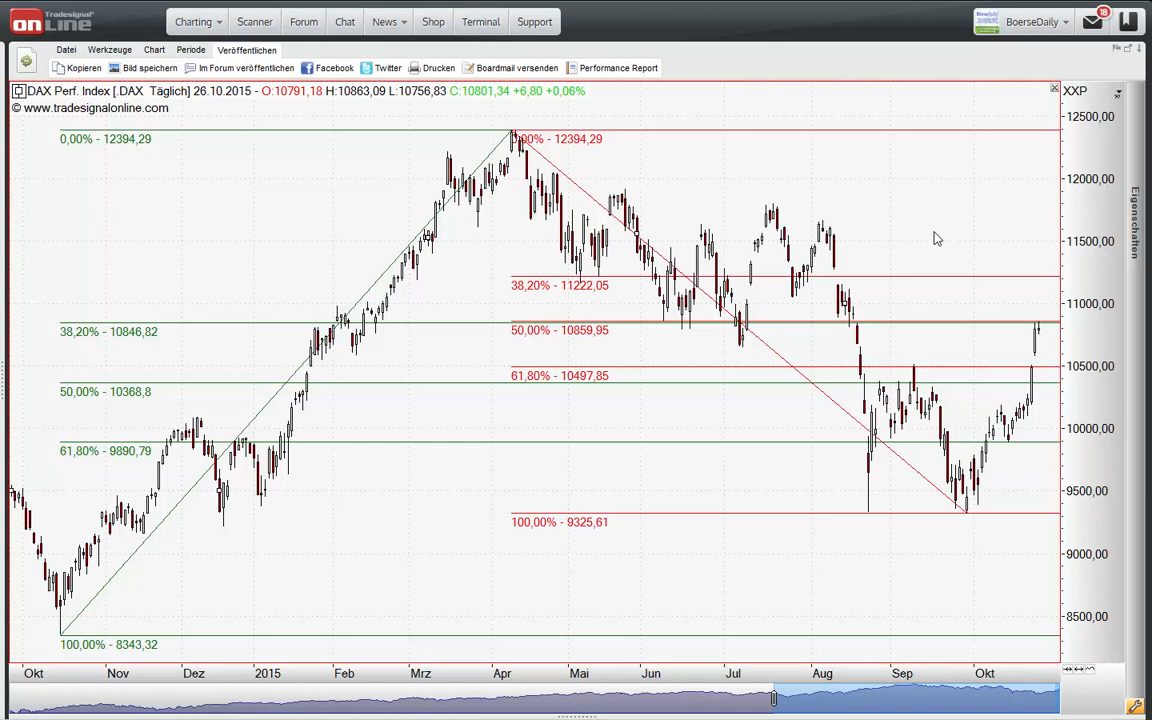 Tradesignal®
onLine
Charting Scanner Forum Chat News Shop Terminal Support
BoerseDaily 18
Datei Werkzeuge Chart Periode Veröffentlichen
Kopieren Bild speichern Im Forum veröffentlichen Facebook Twitter Drucken Boardmail versenden Performance Report
DAX Perf. Index [.DAX Täglich] 26.10.2015 - O:10791,18 H:10863,09 L:10756,83 C:10801,34 +6,80 +0,06%
XXP
© www.tradesignalonline.com
12500,00
0,00% - 12394,29
0,00% - 12394,29
12000,00
11500,00
Eigenschaften
38,20% - 11222,05
11000,00
38,20% - 10846,82
50,00% - 10859,95
10500,00
61,80% - 10497,85
50,00% - 10368,8
10000,00
61,80% - 9890,79
9500,00
100,00% - 9325,61
9000,00
8500,00
100,00% - 8343,32
Okt Nov Dez 2015 Feb Mrz Apr Mai Jun Jul Aug Sep Okt